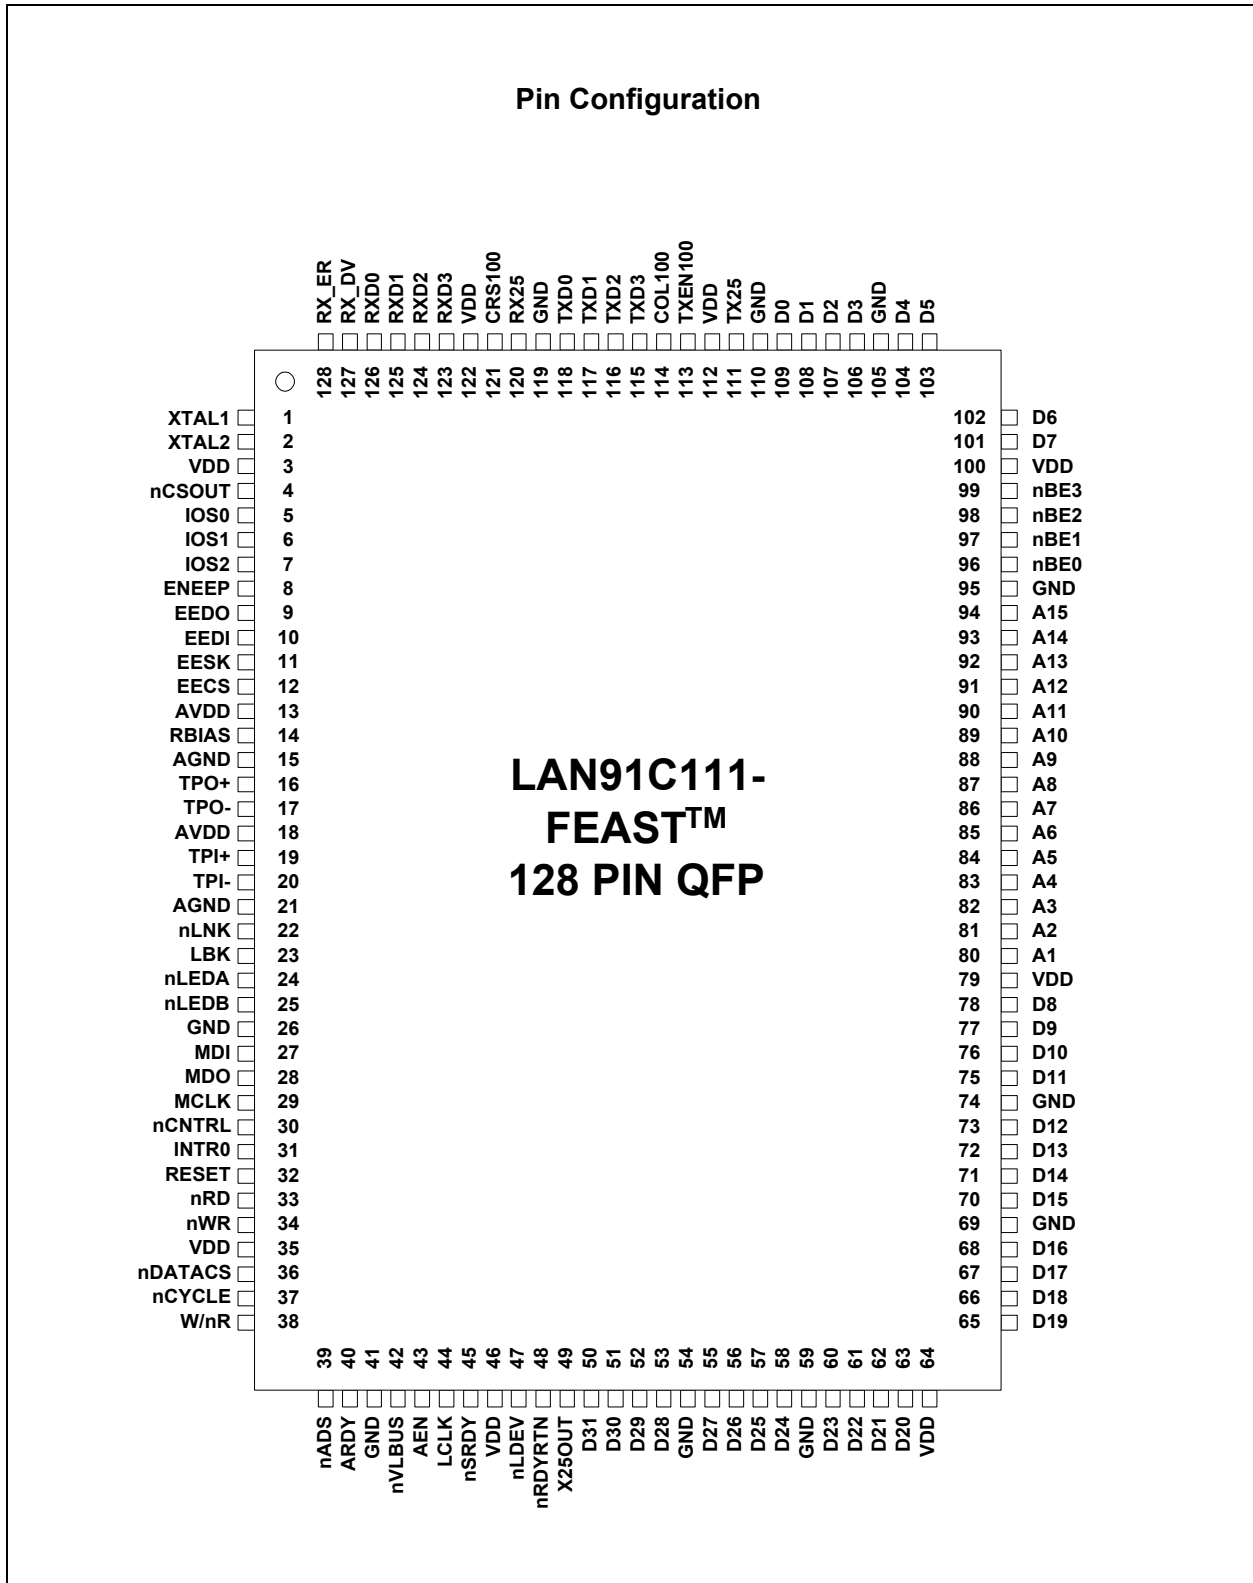 Pin Configuration
RX_ER RX_DV RXD0 RXD1 RXD2 RXD3 VDD CRS100 RX25 GND TXD0 TXD1 TXD2 TXD3 COL100 TXEN100 VDD TX25 GND D0 D1 D2 D3 GND D4 D5
128 127 126 125 124 123 122 121 120 119 118 117 116 115 114 113 112 111 110 109 108 107 106 105 104 103
XTAL1 1 102 D6
XTAL2 2 101 D7
VDD 3 100 VDD
nCSOUT 4 99 nBE3
IOS0 5 98 nBE2
IOS1 6 97 nBE1
IOS2 7 96 nBE0
ENEEP 8 95 GND
EEDO 9 94 A15
EEDI 10 93 A14
EESK 11 92 A13
EECS 12 91 A12
AVDD 13 90 A11
RBIAS 14 89 A10
AGND 15 88 A9
TPO+ 16 87 A8
TPO- 17 86 A7
AVDD 18 85 A6
TPI+ 19 84 A5
TPI- 20 83 A4
AGND 21 82 A3
nLNK 22 81 A2
LBK 23 80 A1
nLEDA 24 79 VDD
nLEDB 25 78 D8
GND 26 77 D9
MDI 27 76 D10
MDO 28 75 D11
MCLK 29 74 GND
nCNTRL 30 73 D12
INTR0 31 72 D13
RESET 32 71 D14
nRD 33 70 D15
nWR 34 69 GND
VDD 35 68 D16
nDATACS 36 67 D17
nCYCLE 37 66 D18
W/nR 38 65 D19
LAN91C111-
FEAST™
128 PIN QFP
39 40 41 42 43 44 45 46 47 48 49 50 51 52 53 54 55 56 57 58 59 60 61 62 63 64
nADS ARDY GND nVLBUS AEN LCLK nSRDY VDD nLDEV nRDYRTN X25OUT D31 D30 D29 D28 GND D27 D26 D25 D24 GND D23 D22 D21 D20 VDD